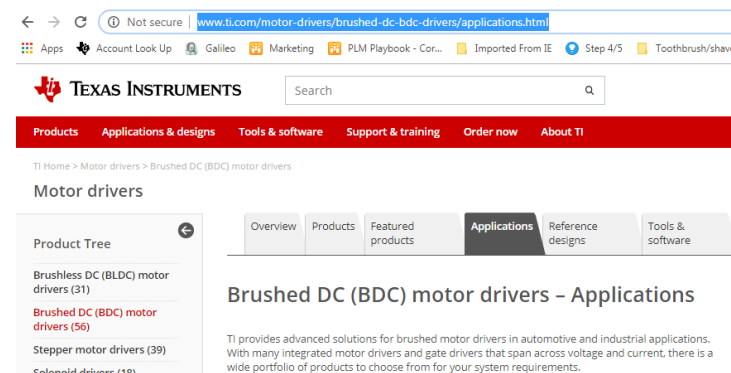 Not secure | www.ti.com/motor-drivers/brushed-dc-bdc-drivers/applications.html
Apps Account Look Up Galileo Marketing PLM Playbook - Cor... Imported From IE Step 4/5 Toothbrush/shave
TEXAS INSTRUMENTS Search
Products Applications & designs Tools & software Support & training Order now About TI
TI Home > Motor drivers > Brushed DC (BDC) motor drivers
Motor drivers
Product Tree
Brushless DC (BLDC) motor
drivers (31)
Brushed DC (BDC) motor
drivers (56)
Stepper motor drivers (39)
Solenoid drivers (18)
Overview Products Featured
products
Applications Reference
designs
Tools &
software
Brushed DC (BDC) motor drivers – Applications
TI provides advanced solutions for brushed motor drivers in automotive and industrial applications.
With many integrated motor drivers and gate drivers that span across voltage and current, there is a
wide portfolio of products to choose from for your system requirements.